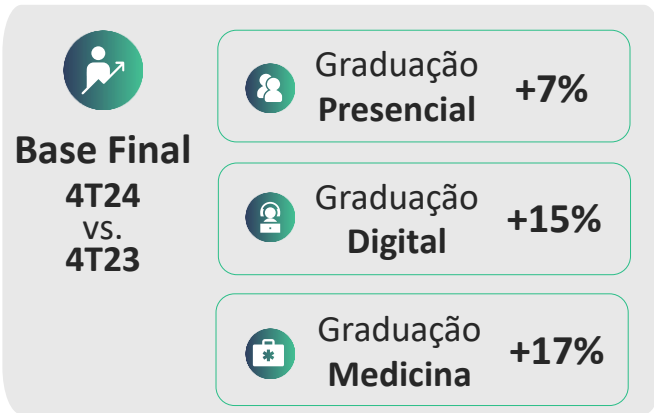 Base Final
4T24
vs.
4T23
Graduação
Presencial
+7%
Graduação
Digital
+15%
Graduação
Medicina
+17%